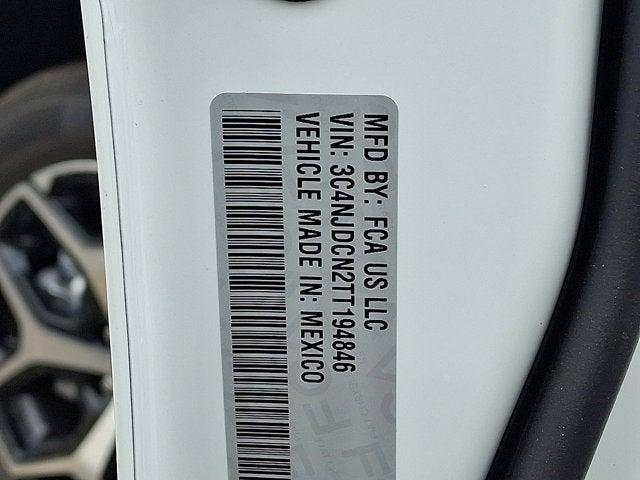 MFD BY: FCA US LLC
VIN: 3C4NJDCN2TT194846
VEHICLE MADE IN: MEXICO